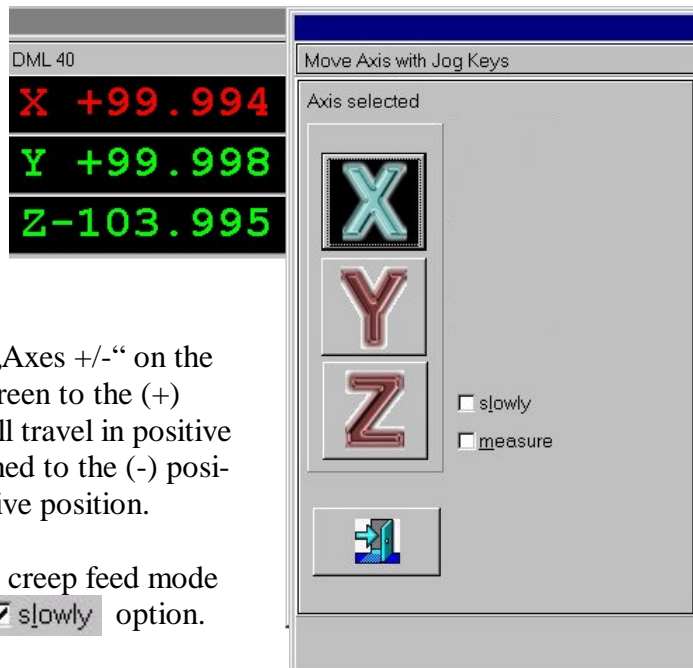 DML 40
X +99.994
Y +99.998
Z-103.995
Move Axis with Jog Keys
Axis selected
X
Y
Z
slowly
measure
„Axes +/-“ on the
reen to the (+)
ll travel in positive
ned to the (-) posi-
ive position.
creep feed mode
slowly option.